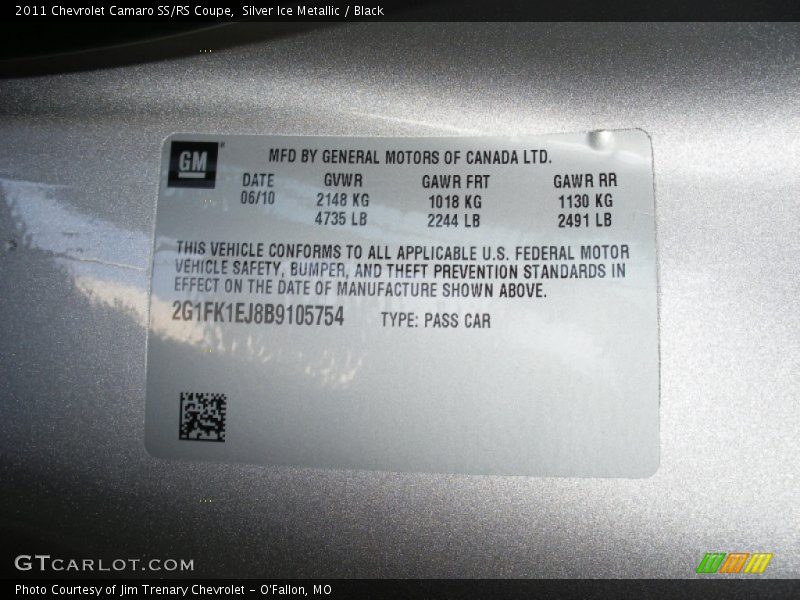 2011 Chevrolet Camaro SS/RS Coupe,  Silver Ice Metallic / Black
GM
MFD BY GENERAL MOTORS OF CANADA LTD.
DATE GVWR GAWR FRT GAWR RR
06/10 2148 KG 1018 KG 1130 KG
4735 LB 2244 LB 2491 LB
THIS VEHICLE CONFORMS TO ALL APPLICABLE U.S. FEDERAL MOTOR
VEHICLE SAFETY, BUMPER, AND THEFT PREVENTION STANDARDS IN
EFFECT ON THE DATE OF MANUFACTURE SHOWN ABOVE.
2G1FK1EJ8B9105754 TYPE: PASS CAR
GTCARLOT.COM
Photo Courtesy of Jim Trenary Chevrolet - O'Fallon, MO